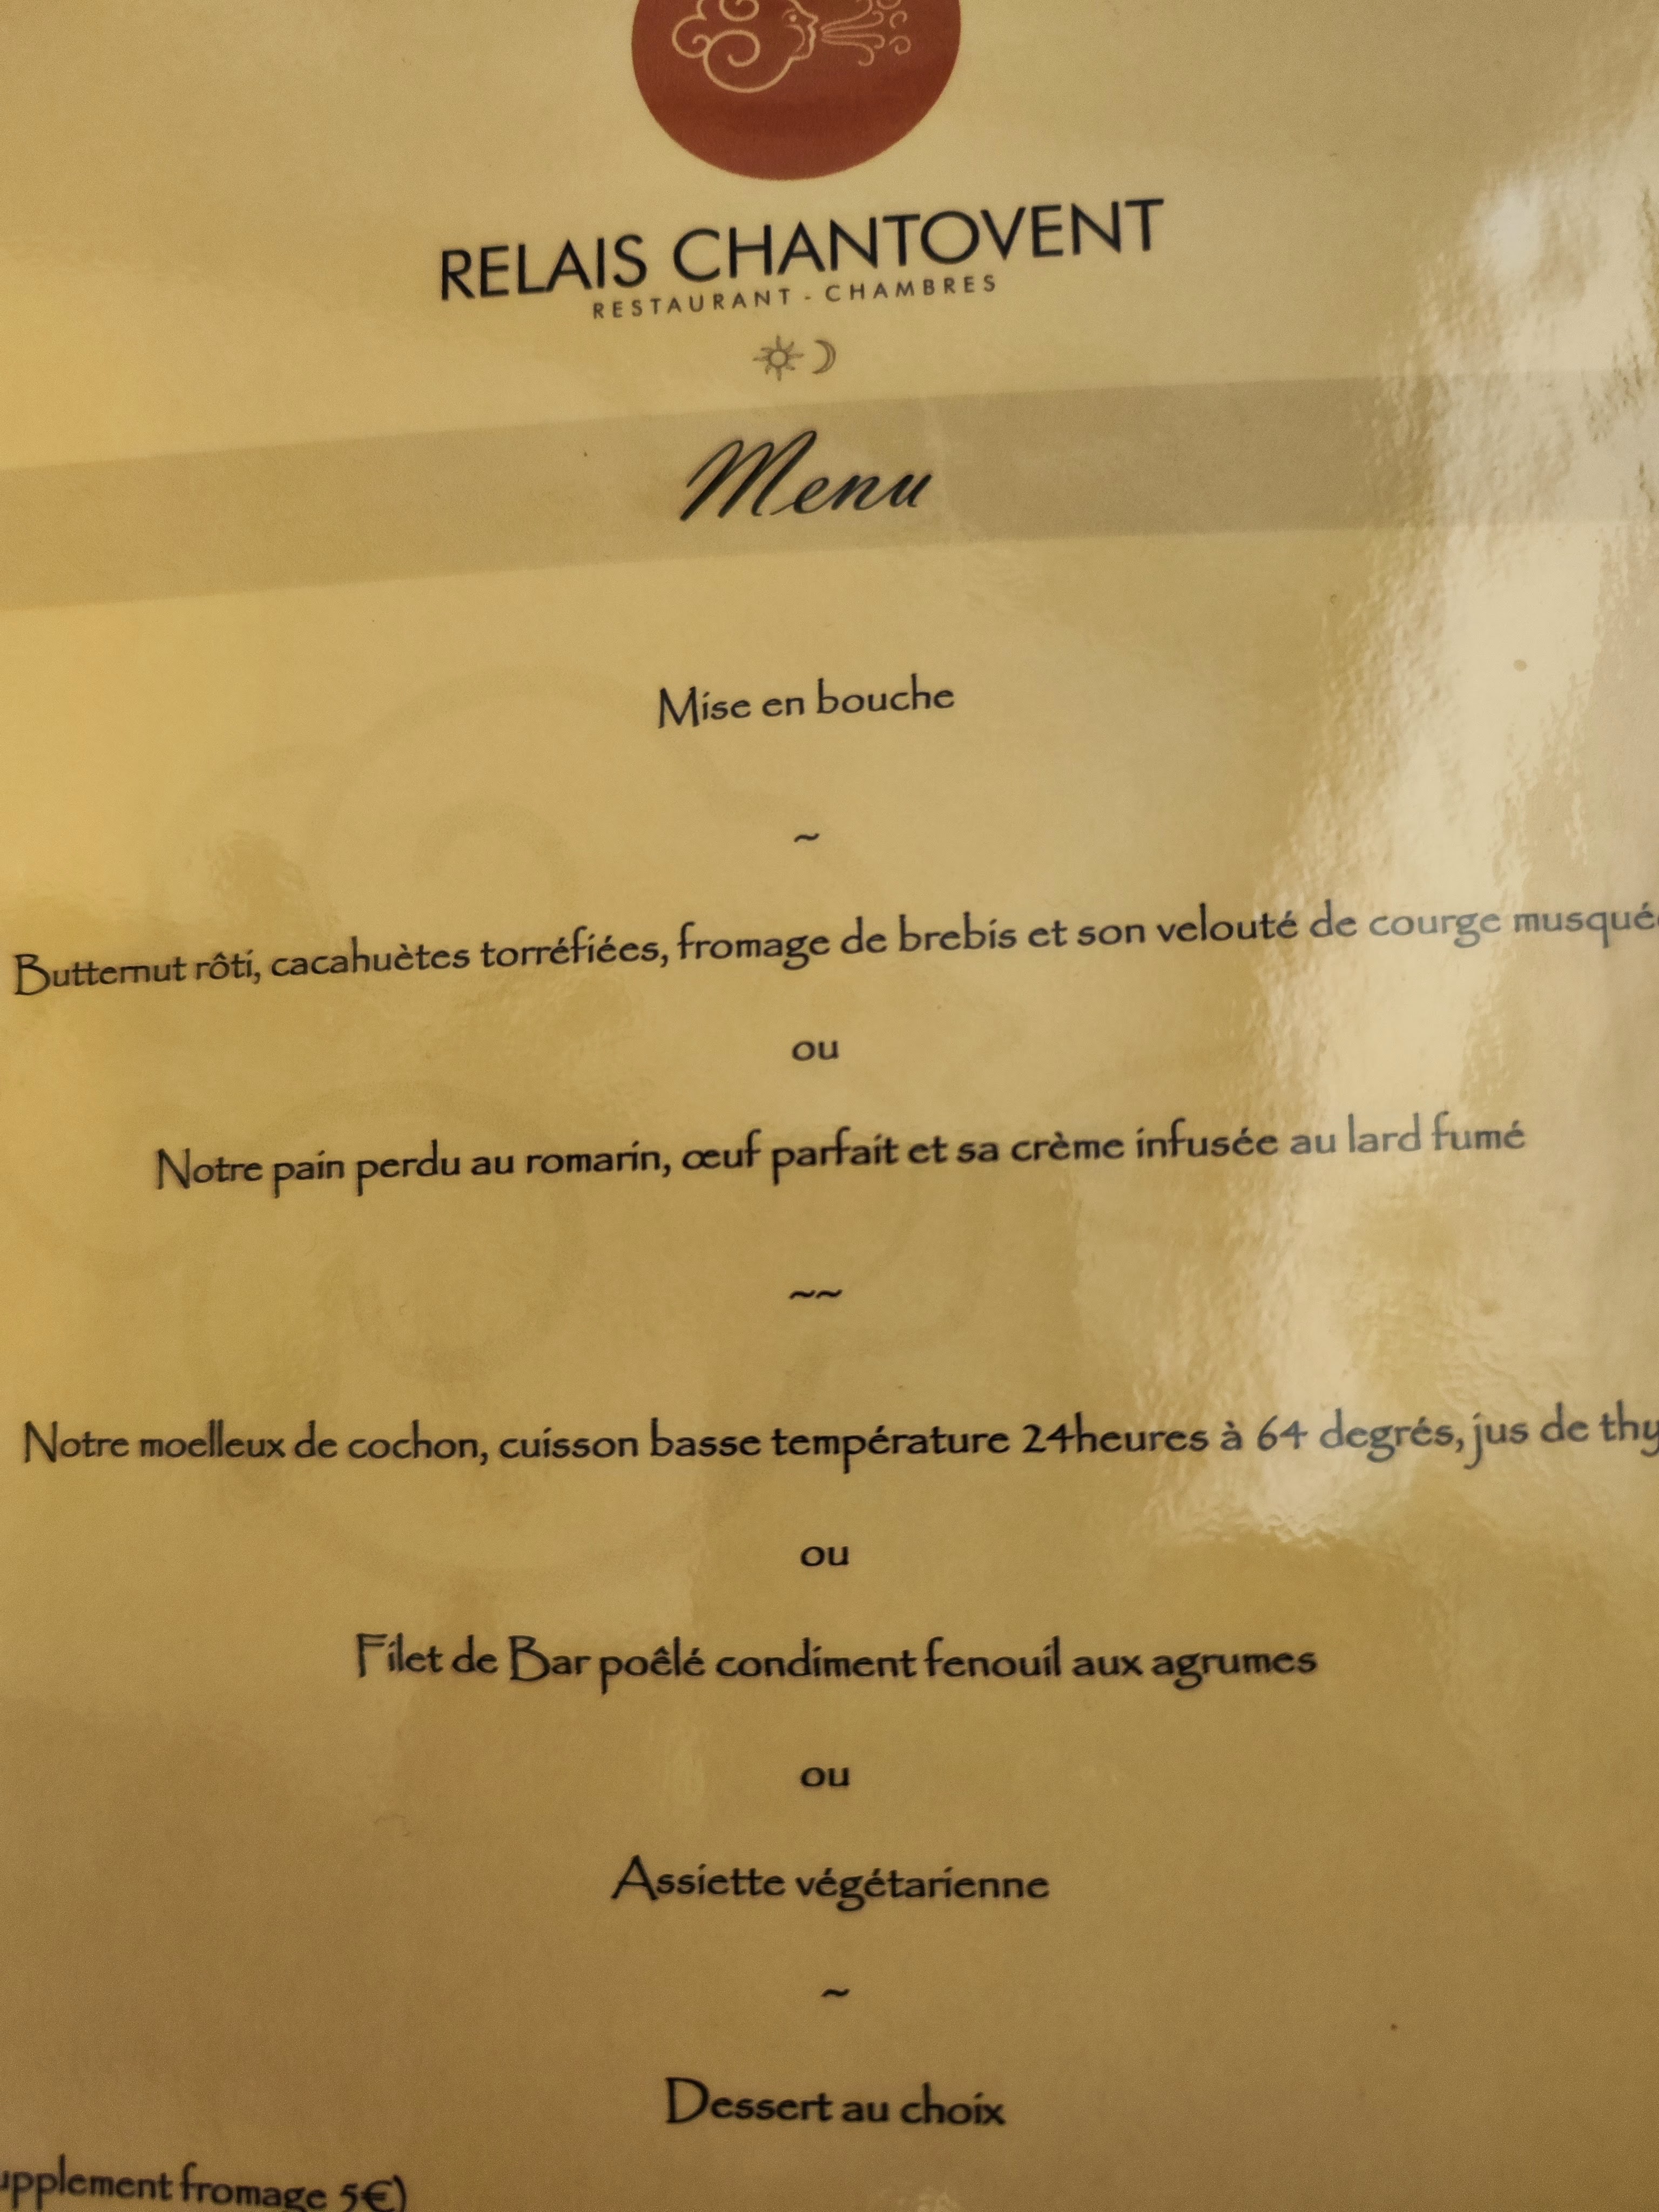 RELAIS CHANTOVENT
RESTAURANT - CHAMBRES
Menu
Mise en bouche
~
Butternut rôti, cacahuètes torréfiées, fromage de brebis et son velouté de courge
ou
Notre pain perdu au romarin, œuf parfait et sa crème infusée au lard fumé
~~
Notre moelleux de cochon, cuisson basse température 24heures à 64 degrés, jus de
ou
Filet de Bar poêlé condiment fenouil aux agrumes
ou
Assiette végétarienne
~
Dessert au choix
fromage 5€)